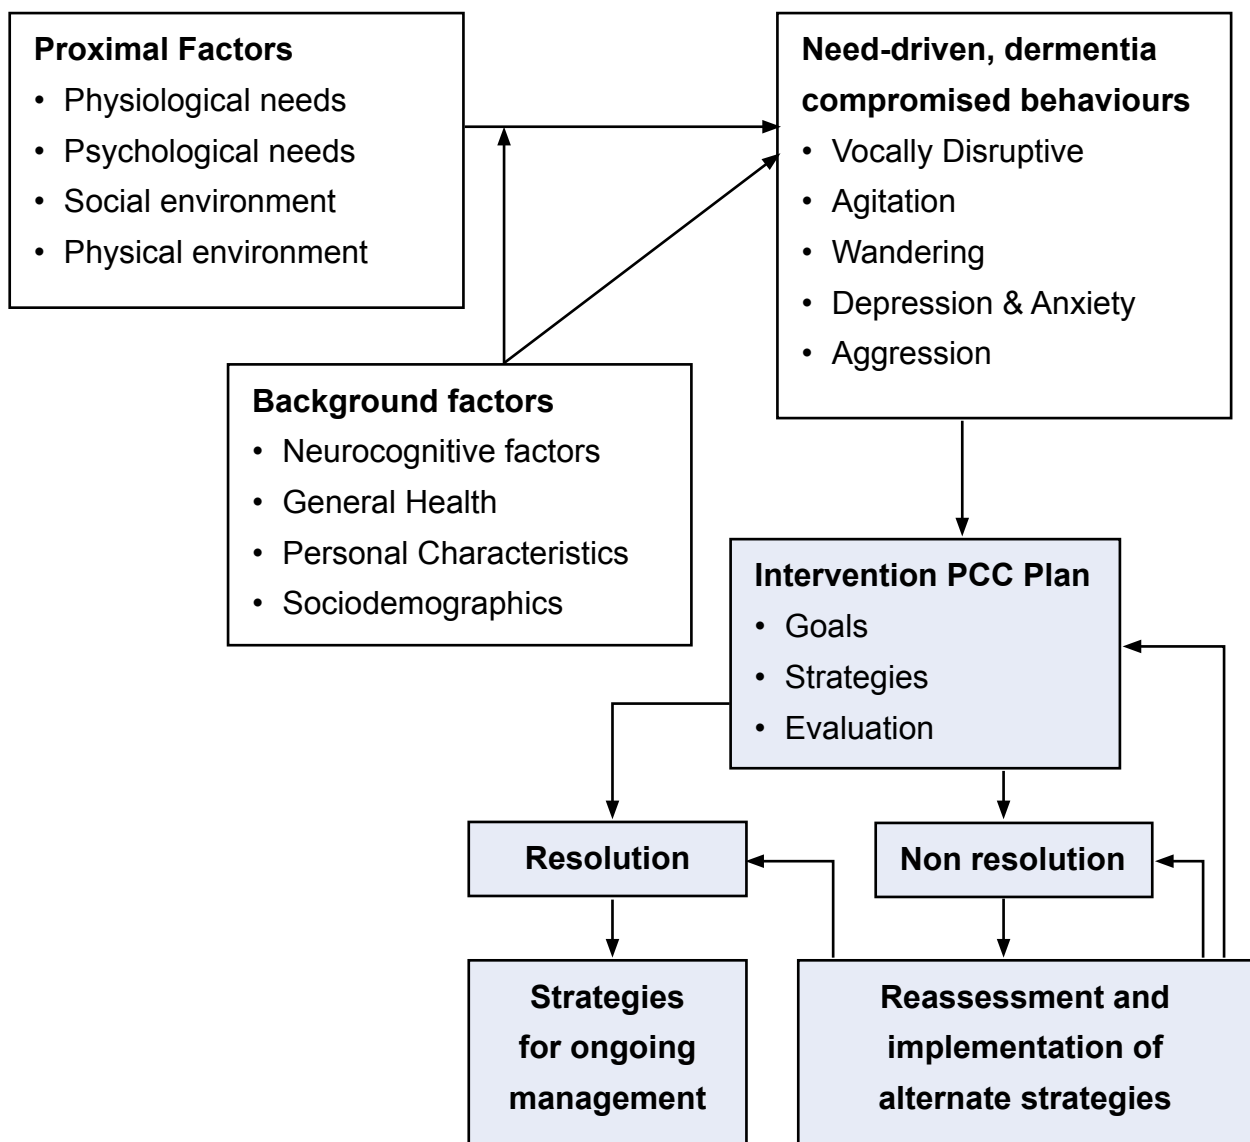 Proximal Factors
• Physiological needs
• Psychological needs
• Social environment
• Physical environment
Need-driven, dermentia
compromised behaviours
• Vocally Disruptive
• Agitation
• Wandering
• Depression & Anxiety
• Aggression
Background factors
• Neurocognitive factors
• General Health
• Personal Characteristics
• Sociodemographics
Intervention PCC Plan
• Goals
• Strategies
• Evaluation
Resolution
Non resolution
Strategies
for ongoing
management
Reassessment and
implementation of
alternate strategies